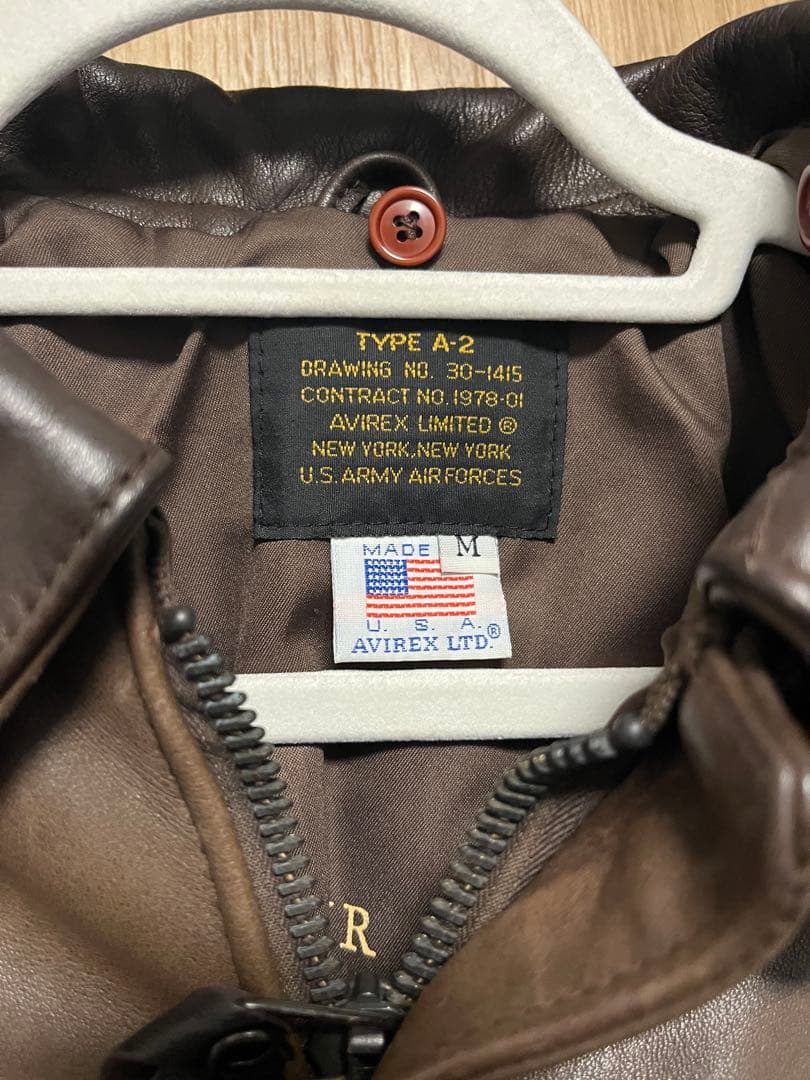 TYPE A-2
DRAWING NO. 30-1415
CONTRACT NO. 1978-01
AVIREX LIMITED ®
NEW YORK, NEW YORK
U.S. ARMY AIR FORCES
MADE
M
U. S. A.
AVIREX LTD.®
R